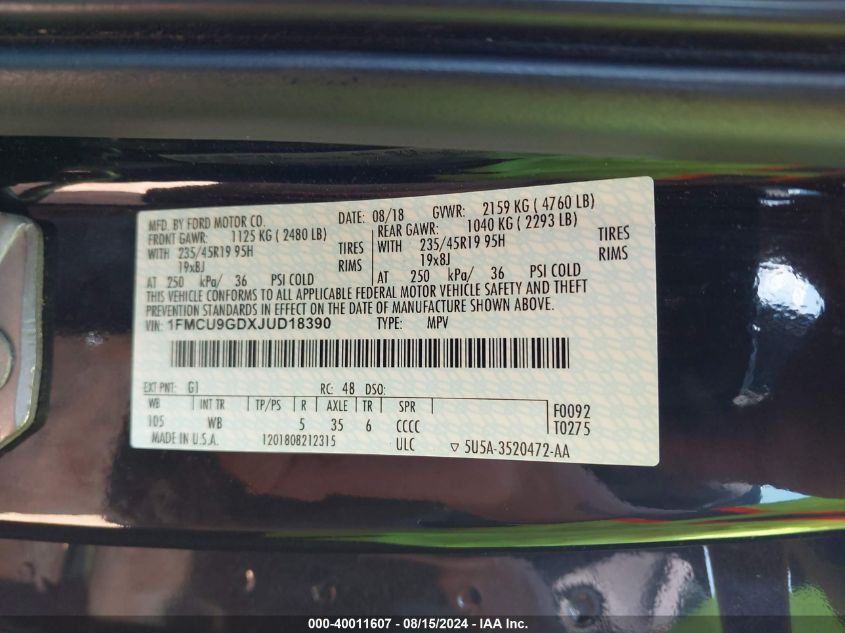 MFD. BY FORD MOTOR CO. DATE: 08/18 GVWR: 2159 KG ( 4760 LB)
FRONT GAWR: 1125 KG ( 2480 LB) REAR GAWR: 1040 KG ( 2293 LB)
WITH 235/45R19 95H TIRES WITH 235/45R19 95H TIRES
19x8J RIMS 19x8J RIMS
AT 250 kPa/ 36 PSI COLD AT 250 kPa/ 36 PSI COLD
THIS VEHICLE CONFORMS TO ALL APPLICABLE FEDERAL MOTOR VEHICLE SAFETY AND THEFT
PREVENTION STANDARDS IN EFFECT ON THE DATE OF MANUFACTURE SHOWN ABOVE.
VIN: 1FMCU9GDXJUD18390 TYPE: MPV
EXT PNT: G1 RC: 48 DSO:
WB INT TR TP/PS R AXLE TR SPR F0092
105 WB 5 35 6 CCCC T0275
MADE IN U.S.A. 1201808212315 ULC ▽ 5U5A-3520472-AA
000-40011607 - 08/15/2024 - IAA Inc.